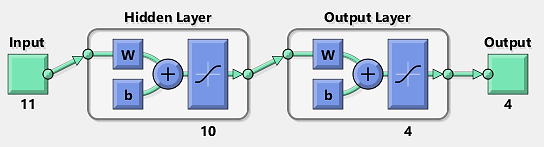 Hidden Layer
Output Layer
Input
Output
W
W
+
+
b
b
11
10
4
4